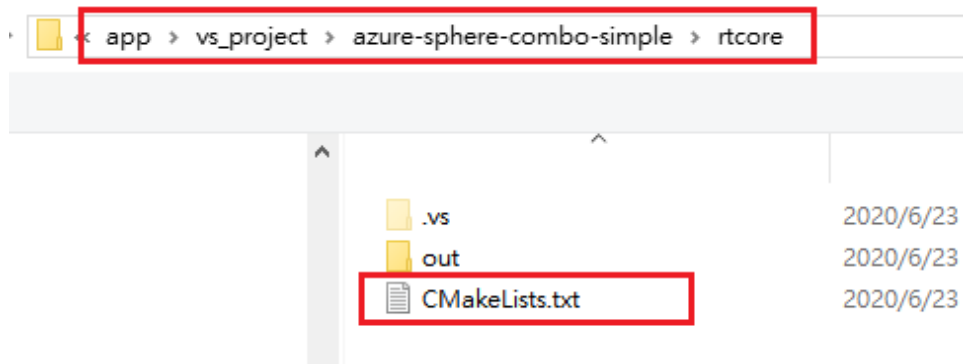 « app > vs_project > azure-sphere-combo-simple > rtcore
.vs 2020/6/23
out 2020/6/23
CMakeLists.txt 2020/6/23